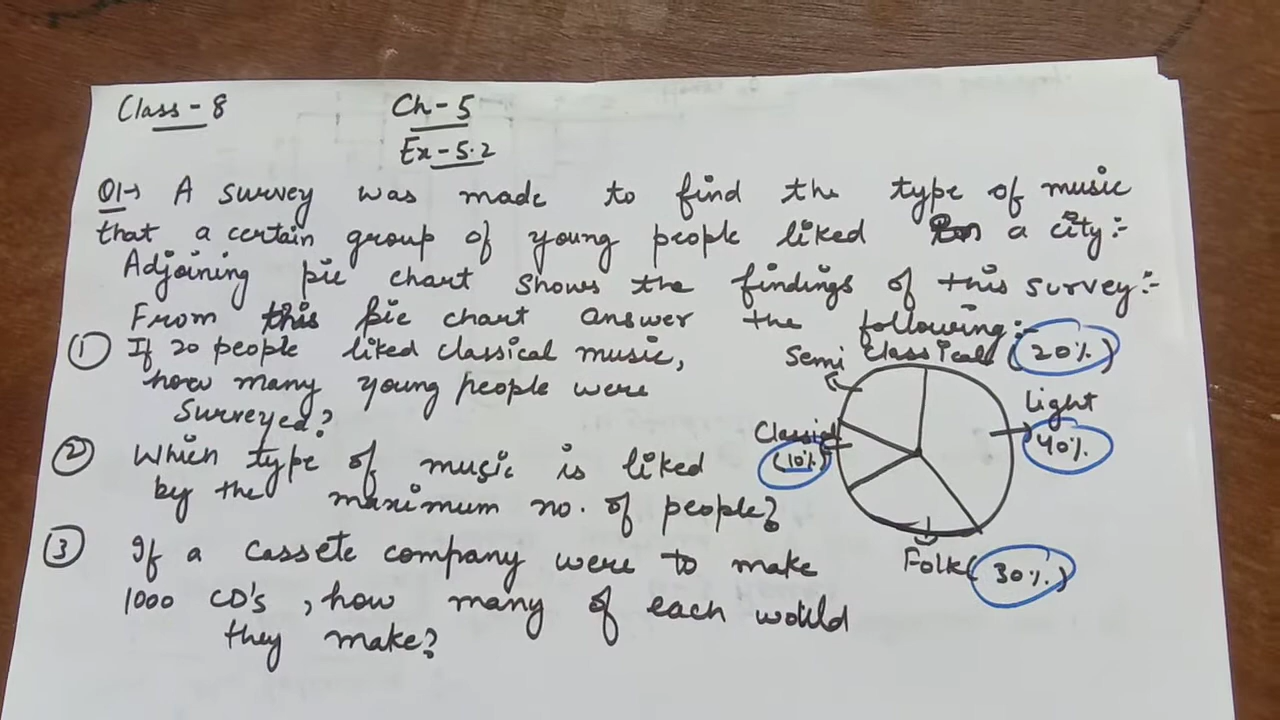 Class - 8
Ch - 5
Ex - 5.2
Q1→ A survey was made to find the type of music
that a certain group of young people liked in a city:-
Adjoining pie chart shows the findings of this survey:-
From this pie chart answer the following:-
① If 20 people liked classical music,
how many young people were
surveyed?
② Which type of music is liked
by the maximum no. of people?
③ If a cassete company were to make
1000 CD's, how many of each would
they make?
Semi classical (20%)
Light
40%
Classical
(10%)
Folk (30%)